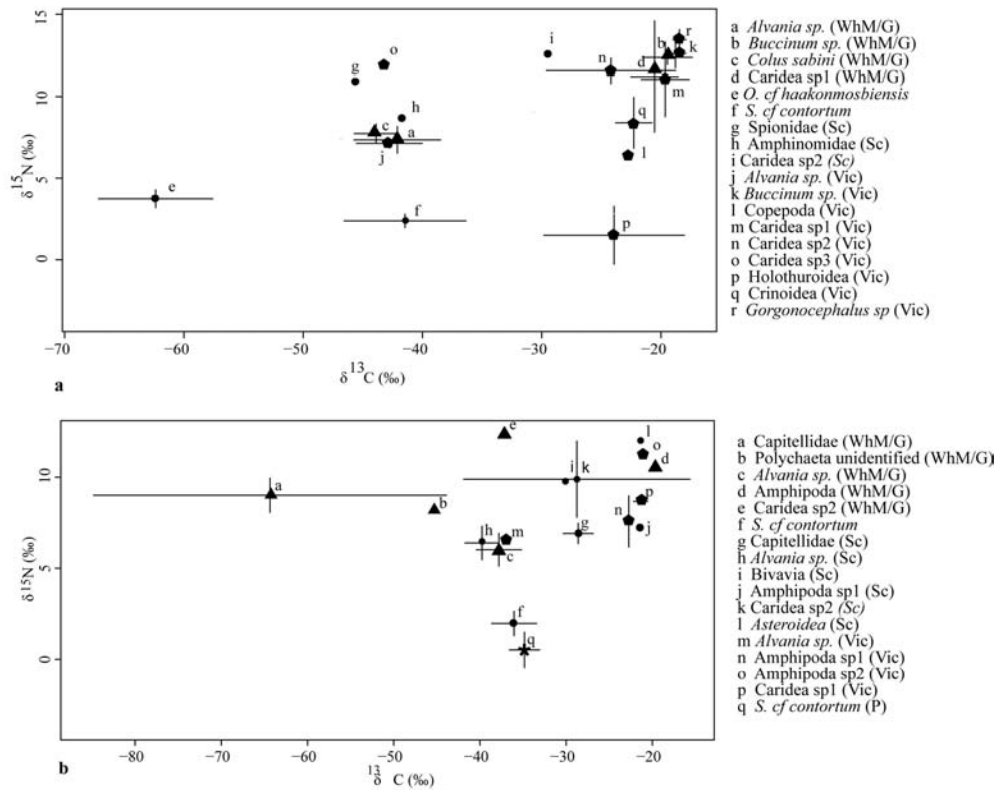 15
10
5
0
δ15N (‰)
−70 −60 −50 −40 −30 −20
δ13C (‰)
a
g
o
h
c
a
j
e
f
i
n
d
b
r
k
m
q
l
p
a Alvania sp. (WhM/G)
b Buccinum sp. (WhM/G)
c Colus sabini (WhM/G)
d Caridea sp1 (WhM/G)
e O. cf haakonmosbiensis
f S. cf contortum
g Spionidae (Sc)
h Amphinomidae (Sc)
i Caridea sp2 (Sc)
j Alvania sp. (Vic)
k Buccinum sp. (Vic)
l Copepoda (Vic)
m Caridea sp1 (Vic)
n Caridea sp2 (Vic)
o Caridea sp3 (Vic)
p Holothuroidea (Vic)
q Crinoidea (Vic)
r Gorgonocephalus sp (Vic)
10
5
0
δ15N (‰)
−80 −70 −60 −50 −40 −30 −20
δ13 C (‰)
b
a
b
e
h
m
c
f
q
i k
g
l
o
d
p
n
j
a Capitellidae (WhM/G)
b Polychaeta unidentified (WhM/G)
c Alvania sp. (WhM/G)
d Amphipoda (WhM/G)
e Caridea sp2 (WhM/G)
f S. cf contortum
g Capitellidae (Sc)
h Alvania sp. (Sc)
i Bivavia (Sc)
j Amphipoda sp1 (Sc)
k Caridea sp2 (Sc)
l Asteroidea (Sc)
m Alvania sp. (Vic)
n Amphipoda sp1 (Vic)
o Amphipoda sp2 (Vic)
p Caridea sp1 (Vic)
q S. cf contortum (P)